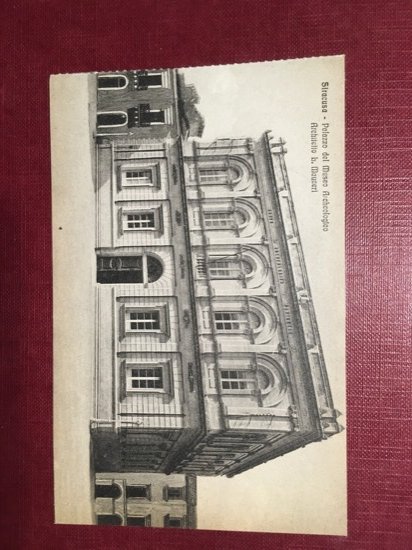 Siracusa - Palazzo del Museo Archeologico
Architetto L. Mauceri